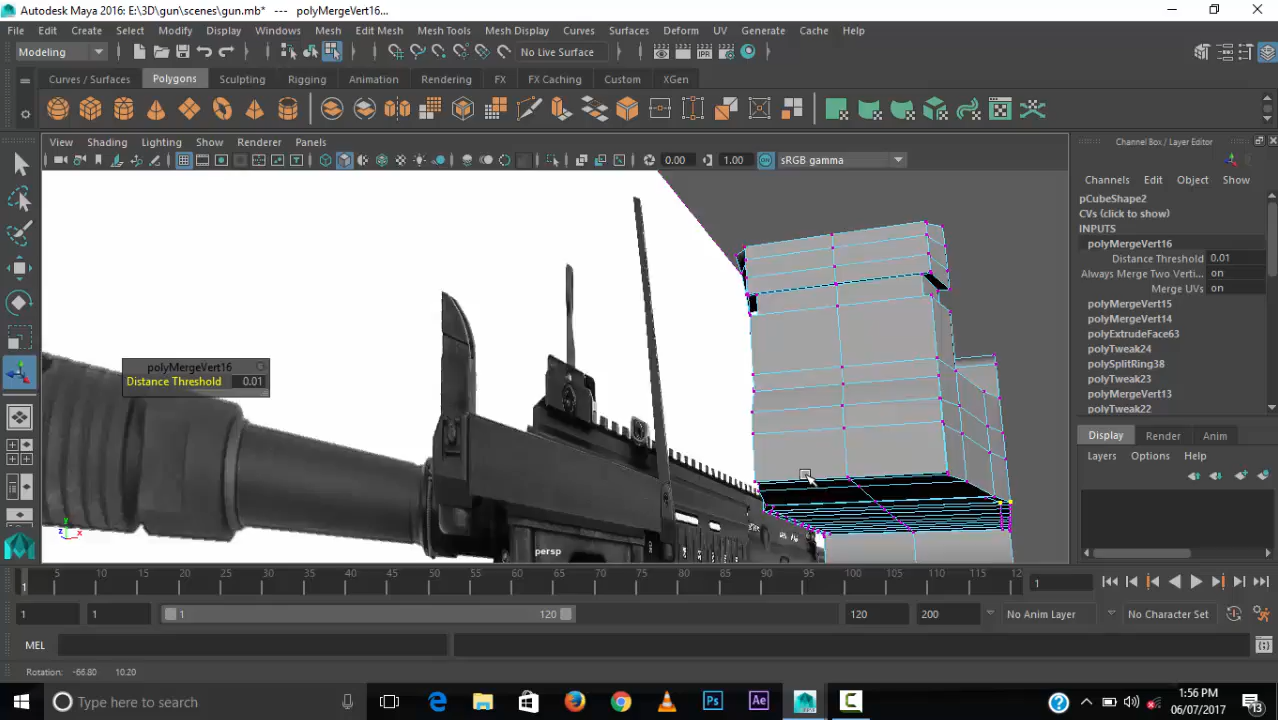 Autodesk Maya 2016: E:\3D\gun\scenes\gun.mb* --- polyMergeVert16...
File Edit Create Select Modify Display Windows Mesh Edit Mesh Mesh Tools Mesh Display Curves Surfaces Deform UV Generate Cache Help
Modeling No Live Surface
Curves / Surfaces Polygons Sculpting Rigging Animation Rendering FX FX Caching Custom XGen
View Shading Lighting Show Renderer Panels
0.00 1.00 ON sRGB gamma
Channel Box / Layer Editor
Channels Edit Object Show
pCubeShape2
CVs (click to show)
INPUTS
polyMergeVert16
Distance Threshold 0.01
Always Merge Two Verti... on
Merge UVs on
polyMergeVert15
polyMergeVert14
polyExtrudeFace63
polyTweak24
polySplitRing38
polyTweak23
polyMergeVert13
polyTweak22
polyMergeVert16
Distance Threshold 0.01
Display Render Anim
Layers Options Help
y
z x
persp
5 10 15 20 25 30 35 40 45 50 55 60 65 70 75 80 85 90 95 100 105 110 115 12
1 1
1 1 1 120 120 200 No Anim Layer No Character Set
MEL
Rotation: -66.80 10.20
Type here to search
Ps Ae
1:56 PM
06/07/2017
13